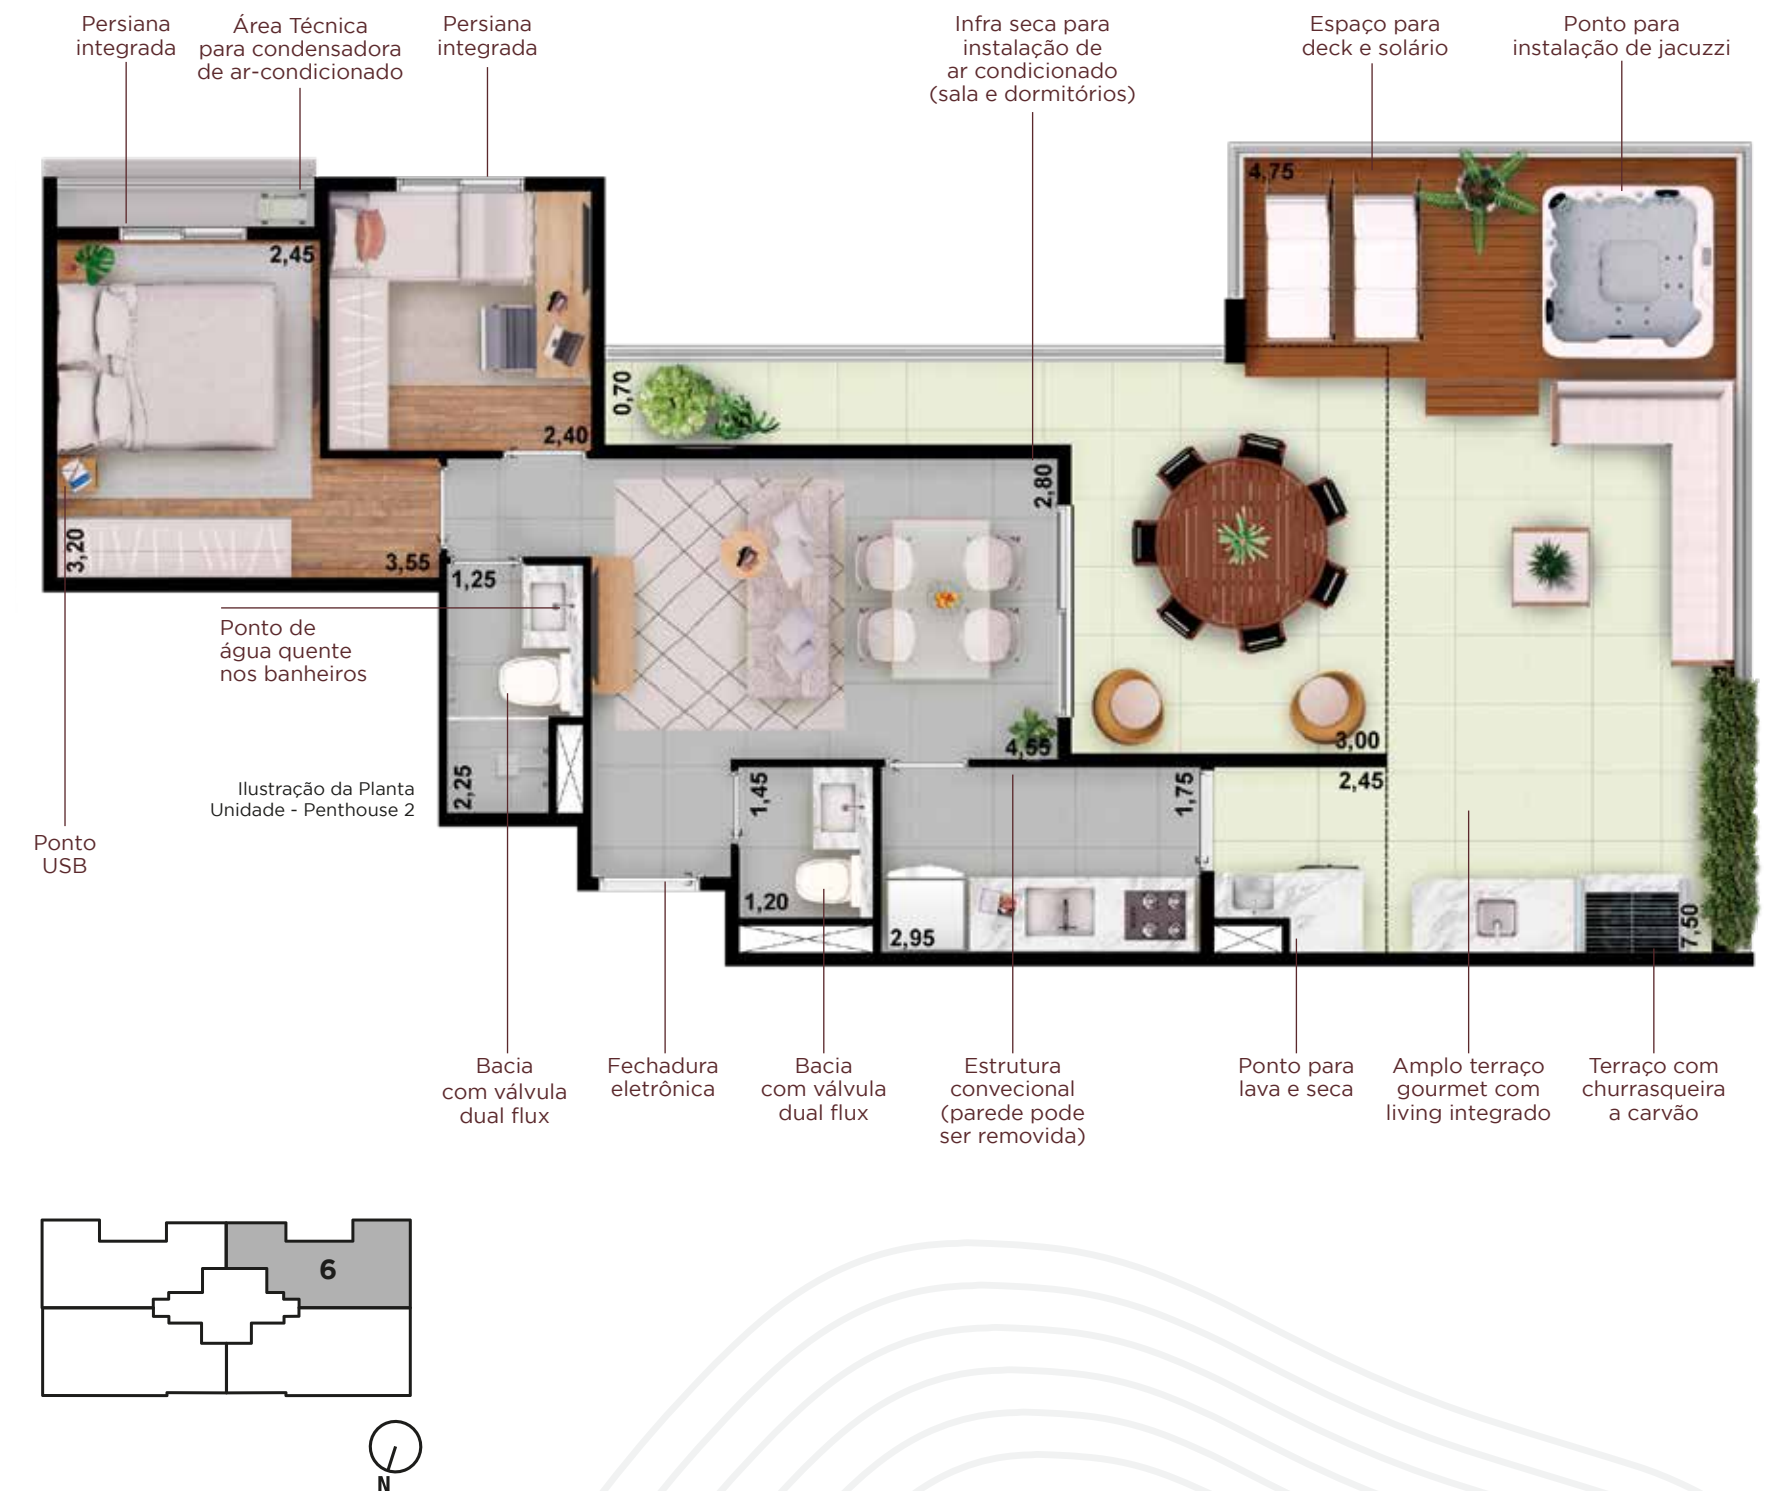 Persiana
integrada
Área Técnica
para condensadora
de ar-condicionado
Persiana
integrada
Infra seca para
instalação de
ar condicionado
(sala e dormitórios)
Espaço para
deck e solário
Ponto para
instalação de jacuzzi
4,75
2,45
0,70
2,40
2,80
3,20
3,55
1,25
Ponto de
água quente
nos banheiros
4,55
3,00
2,25
1,45
1,75
2,45
Ilustração da Planta
Unidade - Penthouse 2
Ponto
USB
1,20
2,95
7,50
Bacia
com válvula
dual flux
Fechadura
eletrônica
Bacia
com válvula
dual flux
Estrutura
convecional
(parede pode
ser removida)
Ponto para
lava e seca
Amplo terraço
gourmet com
living integrado
Terraço com
churrasqueira
a carvão
6
N